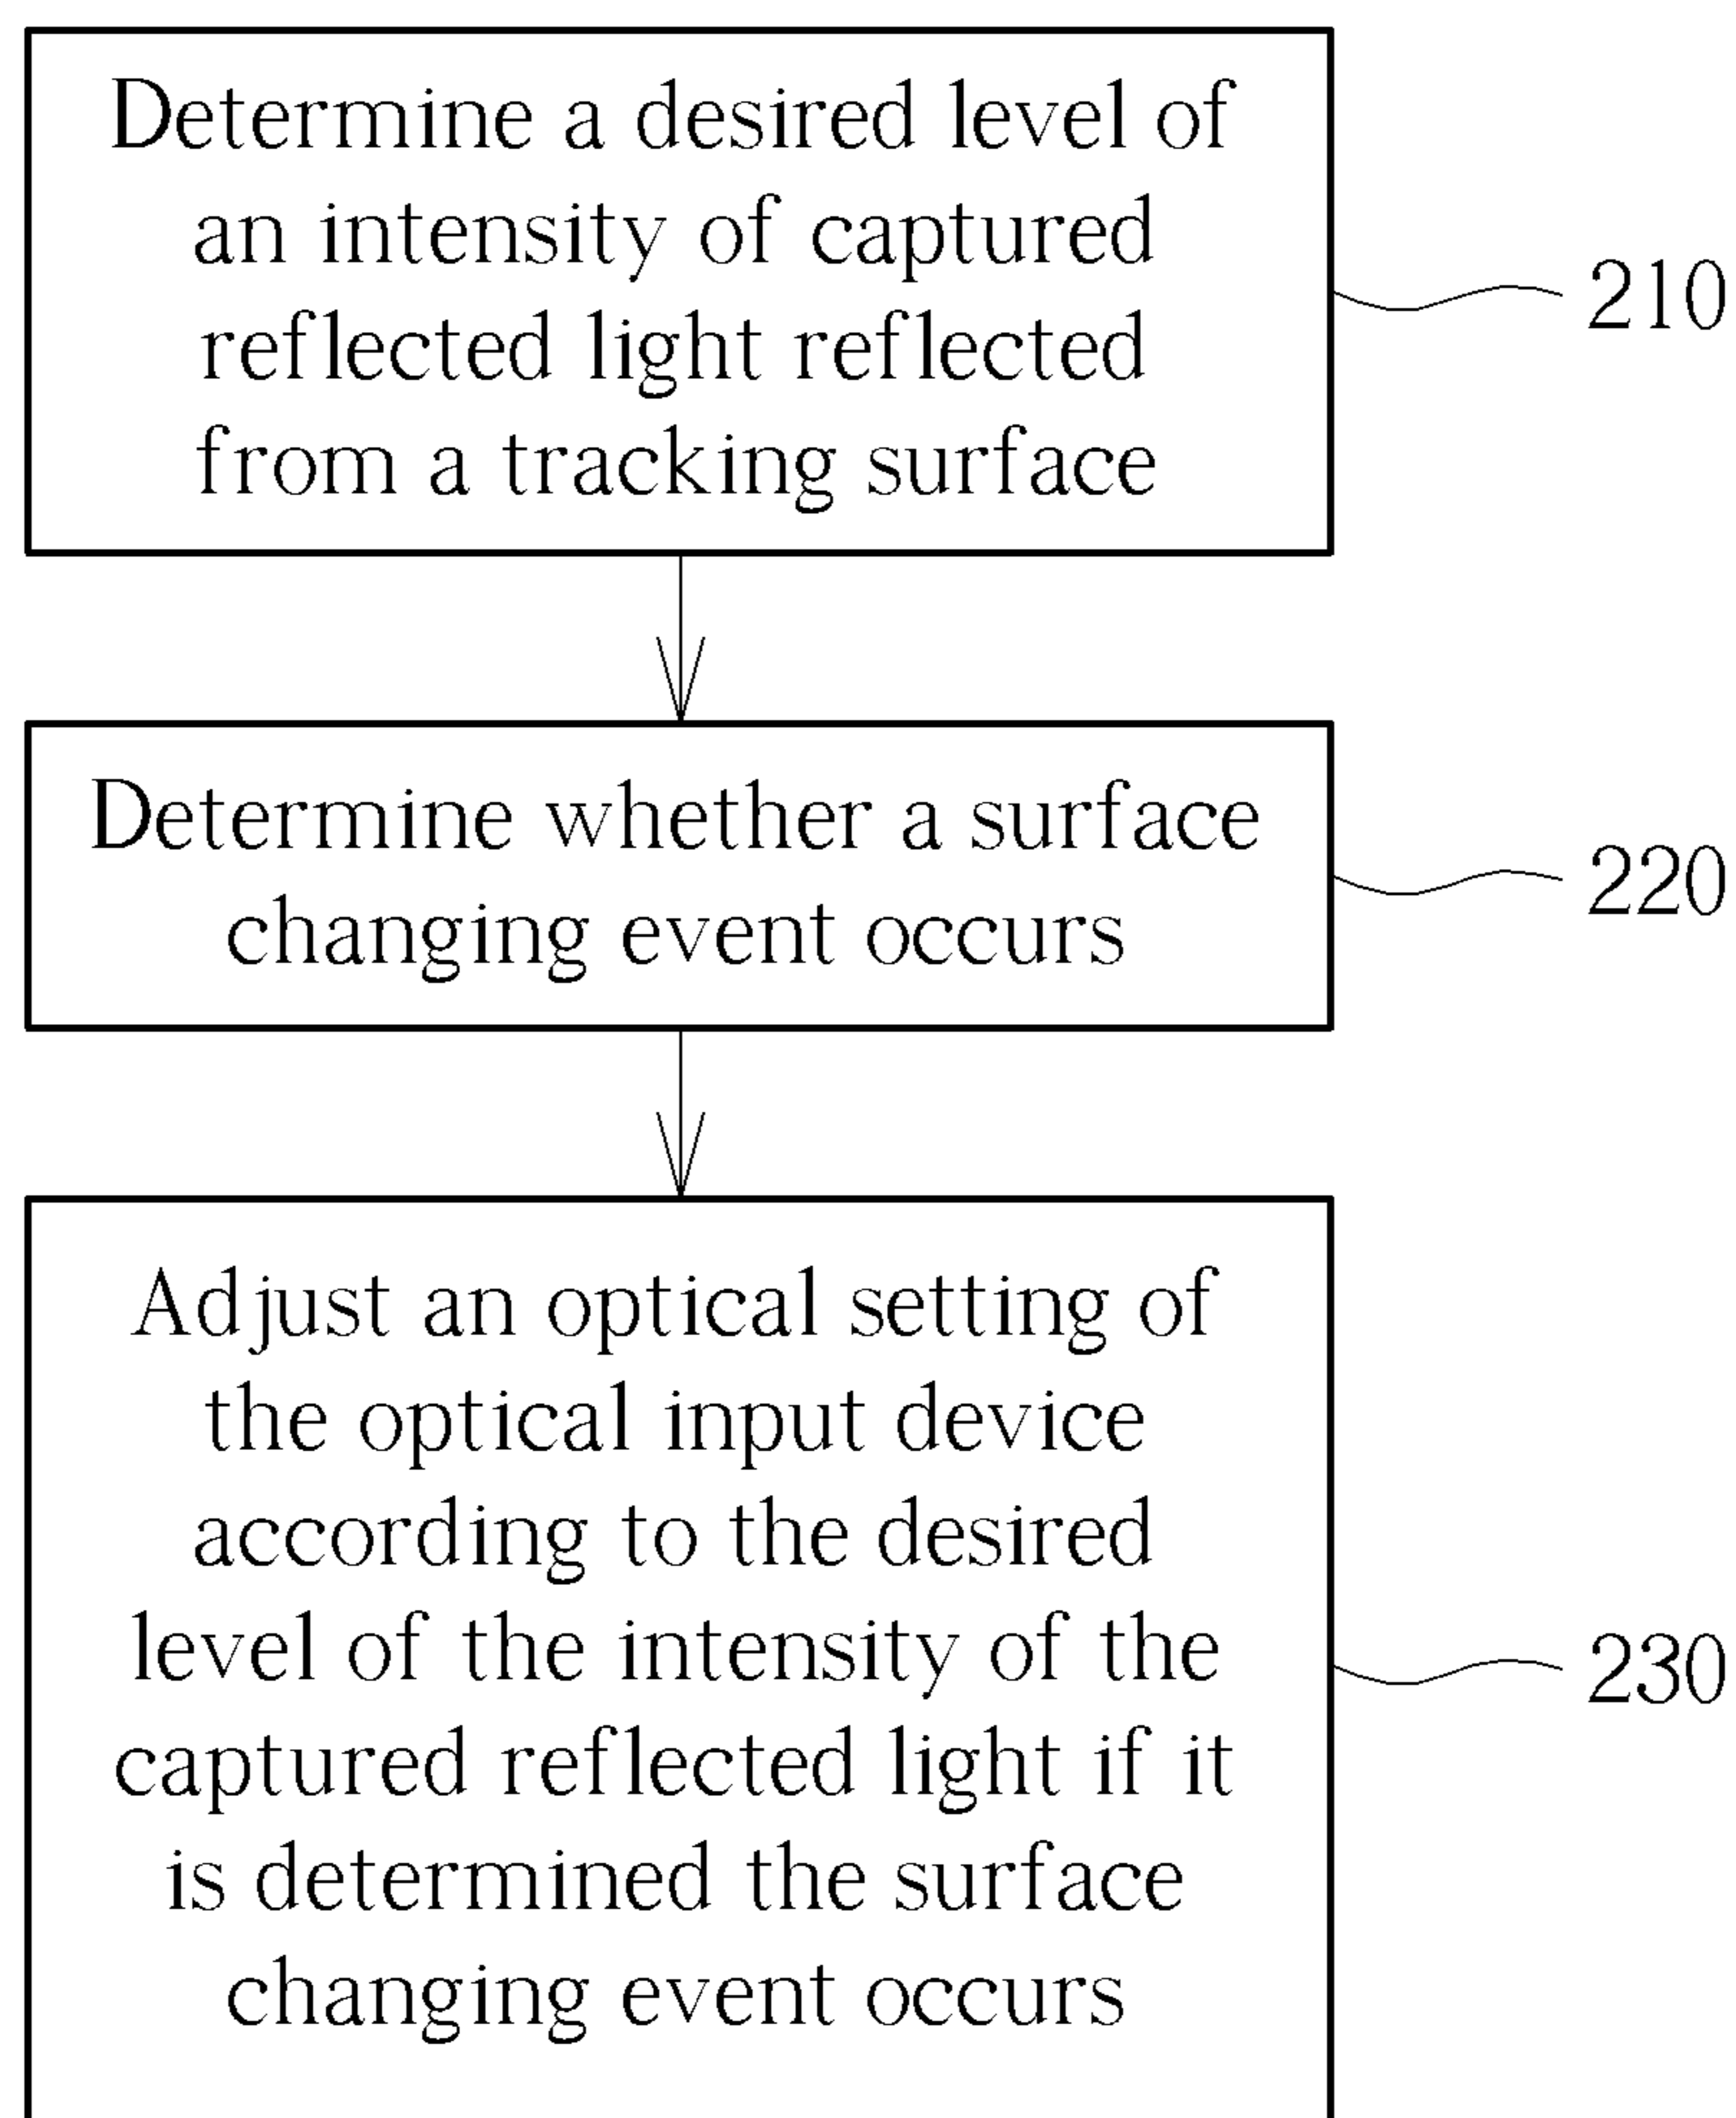 Determine a desired level of
an intensity of captured
reflected light reflected
from a tracking surface
210
Determine whether a surface
changing event occurs
220
Adjust an optical setting of
the optical input device
according to the desired
level of the intensity of the
captured reflected light if it
is determined the surface
changing event occurs
230